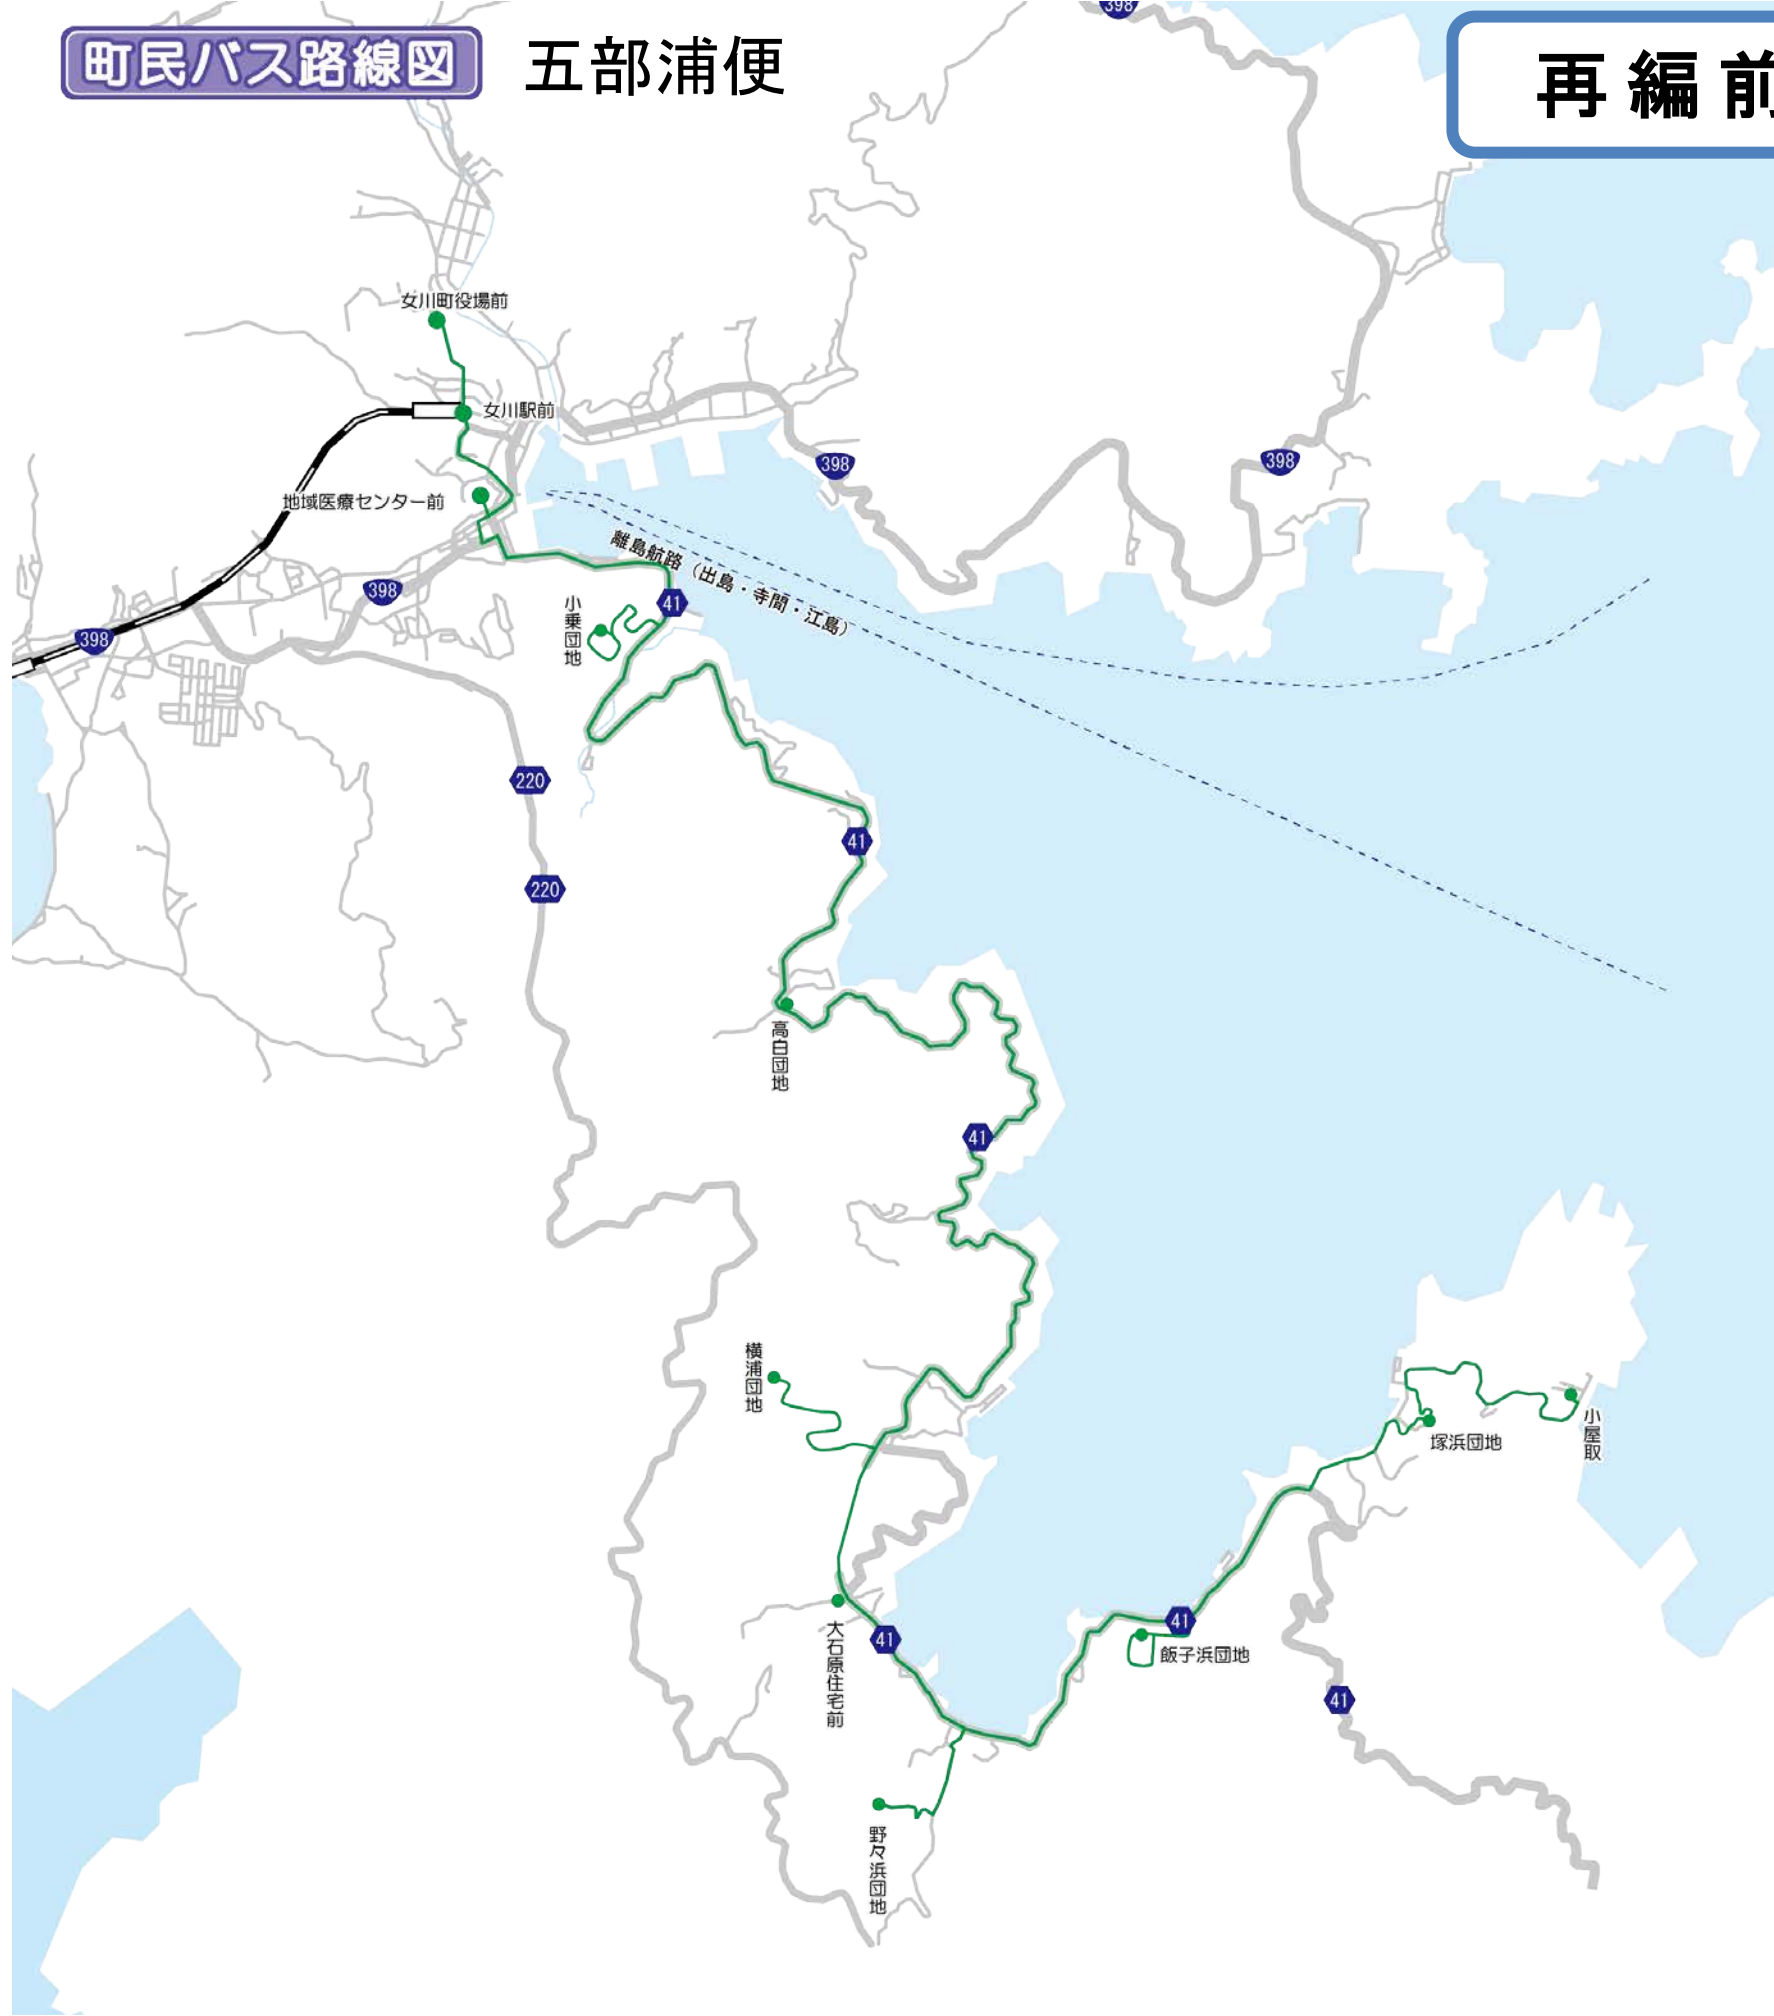 398
町民バス路線図 五部浦便
再編前
女川町役場前
女川駅前
398
398
地域医療センター前
離島航路（出島・寺間・江島）
398
41
小乗団地
398
220
41
220
高白団地
41
横浦団地
小屋取
塚浜団地
大石原住宅前
41
41
飯子浜団地
41
野々浜団地